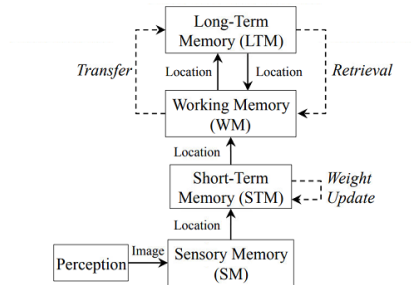 Long-Term
Memory (LTM)
Transfer
Location
Location
Retrieval
Working Memory
(WM)
Location
Short-Term
Memory (STM)
Weight
Update
Location
Perception
Image
Sensory Memory
(SM)